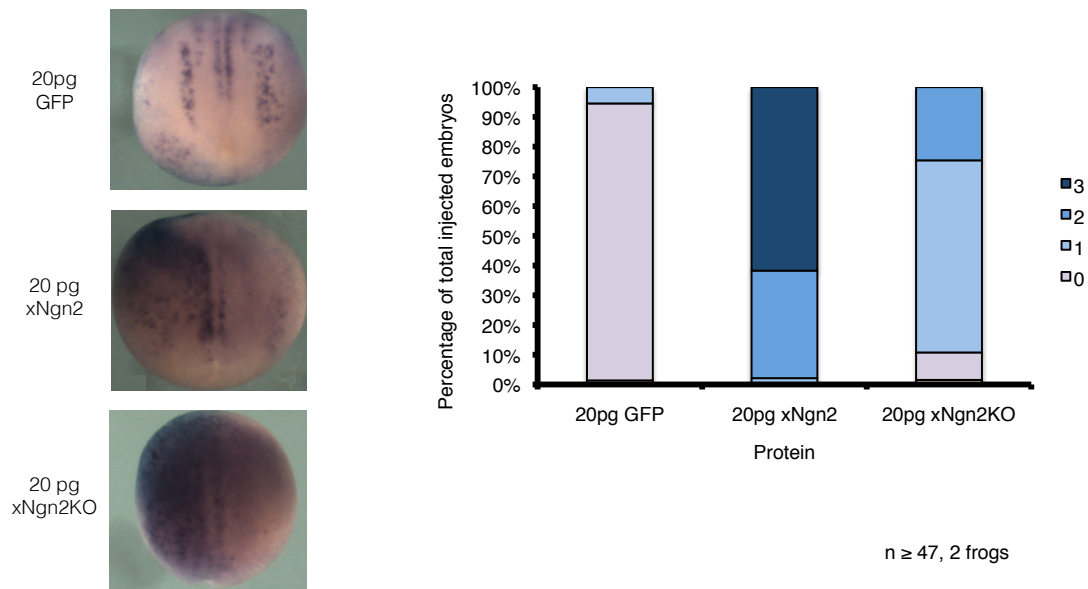 20pg
GFP
20 pg
xNgn2
20 pg
xNgn2KO
Percentage of total injected embryos
100%
90%
80%
70%
60%
50%
40%
30%
20%
10%
0%
20pg GFP
20pg xNgn2
20pg xNgn2KO
Protein
3
2
1
0
n ≥ 47, 2 frogs